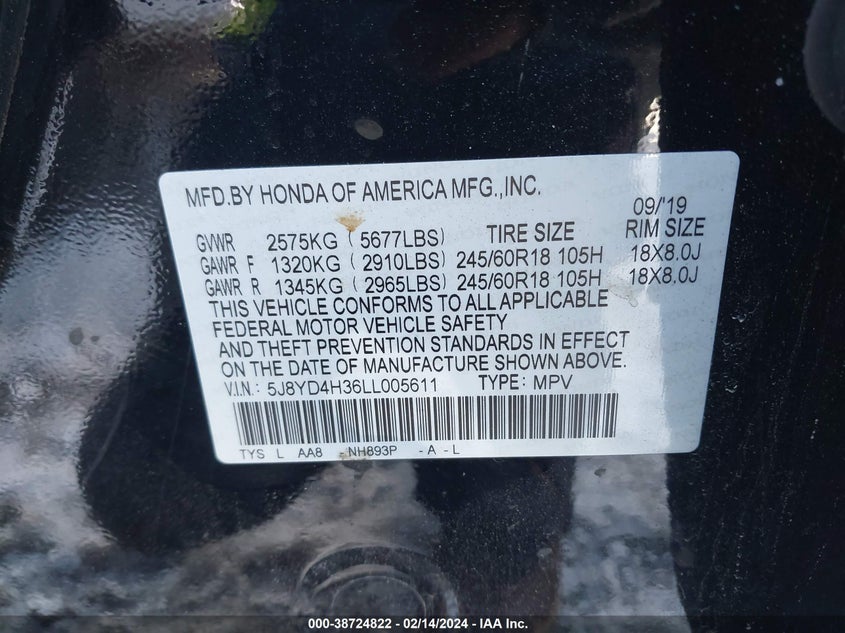 MFD.BY HONDA OF AMERICA MFG.,INC.
09/'19
GVWR 2575KG ( 5677LBS) TIRE SIZE RIM SIZE
GAWR F 1320KG ( 2910LBS) 245/60R18 105H 18X8.0J
GAWR R 1345KG ( 2965LBS) 245/60R18 105H 18X8.0J
THIS VEHICLE CONFORMS TO ALL APPLICABLE
FEDERAL MOTOR VEHICLE SAFETY
AND THEFT PREVENTION STANDARDS IN EFFECT
ON THE DATE OF MANUFACTURE SHOWN ABOVE.
V.I.N.: 5J8YD4H36LL005611 TYPE: MPV
TYS L AA8 NH893P -A -L
000-38724822 - 02/14/2024 - IAA Inc.